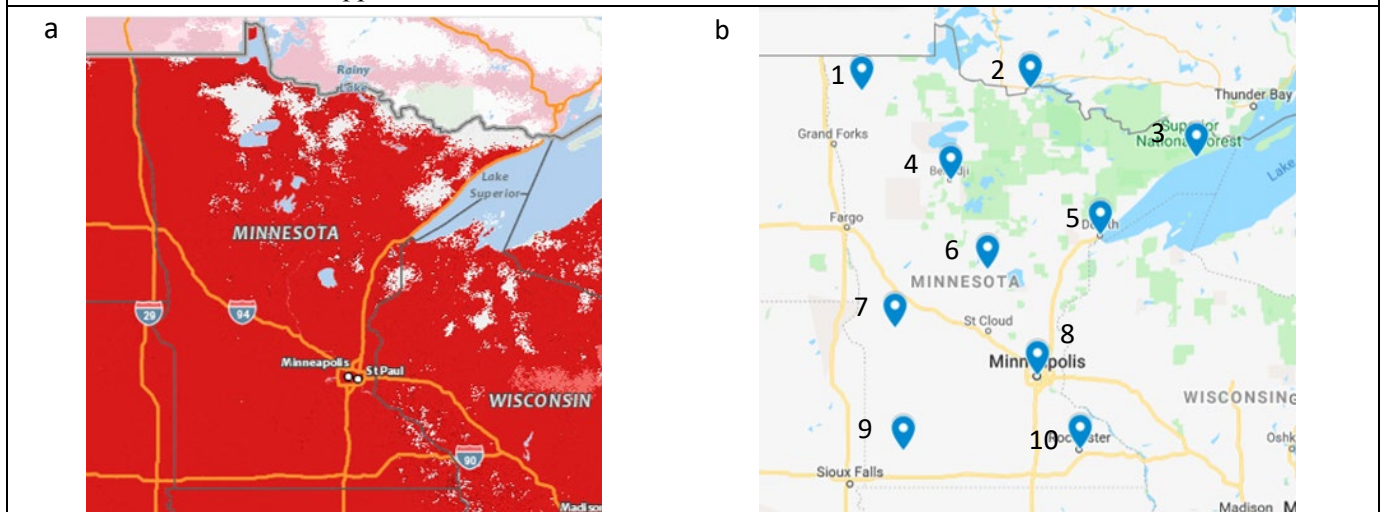 a
Rainy
Lake
Lake
Superior
MINNESOTA
29
94
Minneapolis
St Paul
WISCONSIN
90
b
1
2
Thunder Bay
Grand Forks
3
Superior
National Forest
4
Lake
Fargo
5
6
MINNESOTA
7
St Cloud
8
Minneapolis
WISCONSIN
9
10
Sioux Falls
Madison